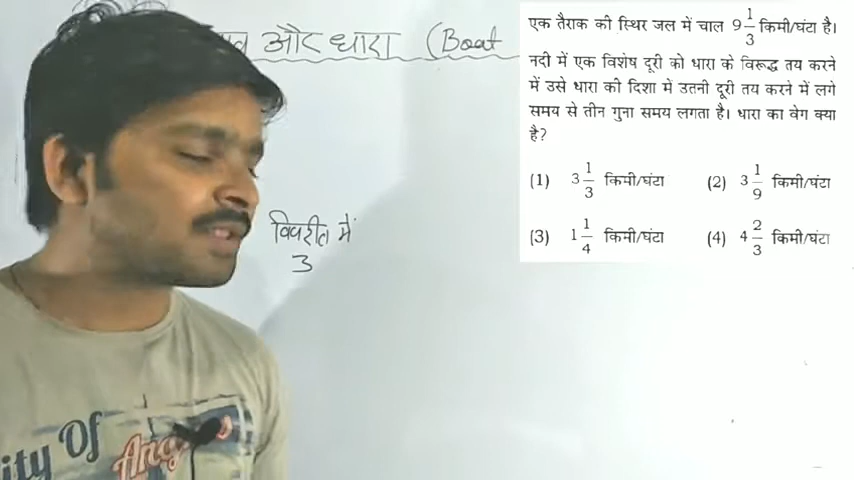 और धारा (Boat
विपरीत में
3
एक तैराक की स्थिर जल में चाल 9 1/3 किमी/घंटा है।
नदी में एक विशेष दूरी को धारा के विरूद्ध तय करने
में उसे धारा की दिशा में उतनी दूरी तय करने में लगे
समय से तीन गुना समय लगता है। धारा का वेग क्या
है?
(1) 3 1/3 किमी/घंटा (2) 3 1/9 किमी/घंटा
(3) 1 1/4 किमी/घंटा (4) 4 2/3 किमी/घंटा
ity Of